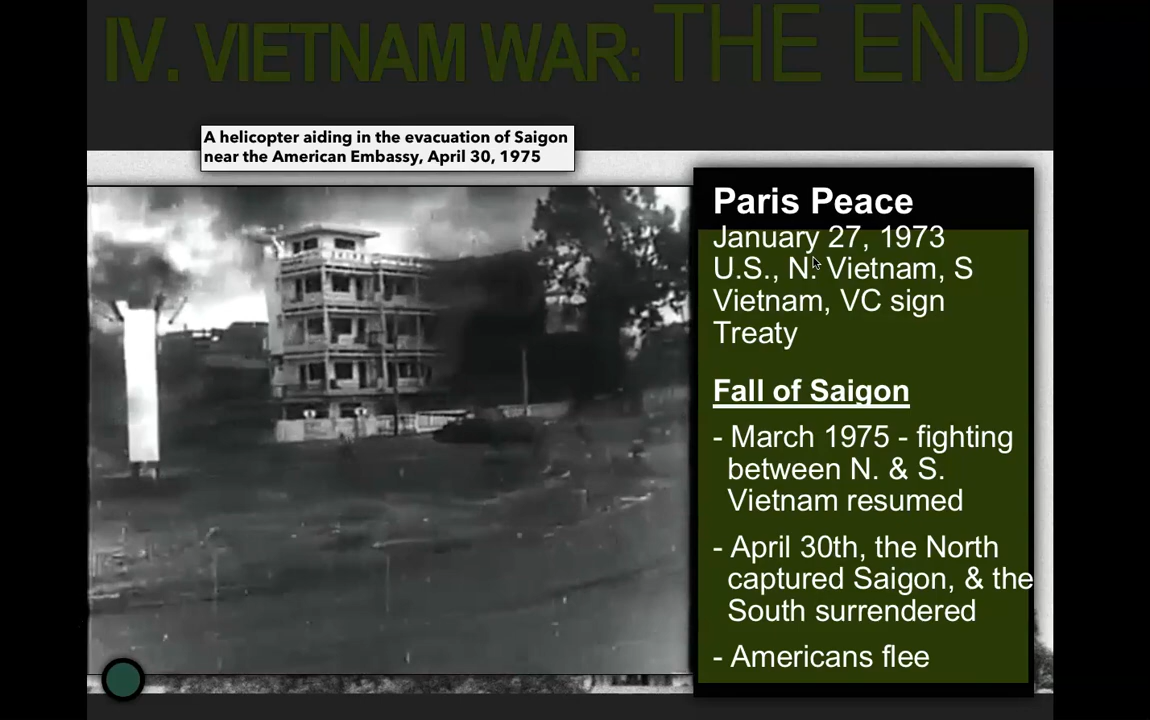 IV. VIETNAM WAR: THE END
A helicopter aiding in the evacuation of Saigon
near the American Embassy, April 30, 1975
Paris Peace
January 27, 1973
U.S., N. Vietnam, S
Vietnam, VC sign
Treaty
Fall of Saigon
- March 1975 - fighting
between N. & S.
Vietnam resumed
- April 30th, the North
captured Saigon, & the
South surrendered
- Americans flee